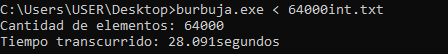 C:\Users\USER\Desktop>burbuja.exe < 64000int.txt
Cantidad de elementos: 64000
Tiempo transcurrido: 28.091segundos